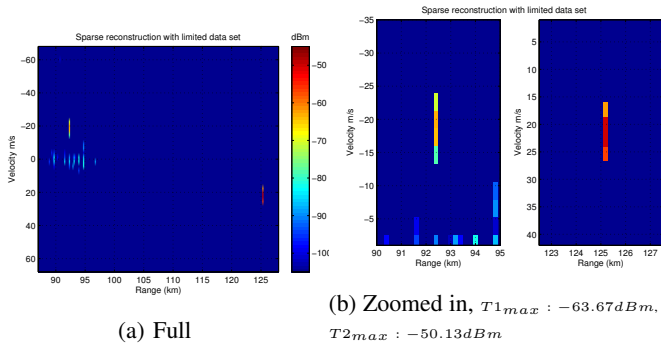 Sparse reconstruction with limited data set
dBm
−60
−40
−20
0
20
40
60
Velocity m/s
90 95 100 105 110 115 120 125
Range (km)
−50
−60
−70
−80
−90
−100
(a) Full
Sparse reconstruction with limited data set
−35
−30
−25
−20
−15
−10
−5
Velocity m/s
90 91 92 93 94 95
Range (km)
5
10
15
20
25
30
35
40
123 124 125 126 127
Range (km)
(b) Zoomed in, T1max : −63.67dBm,
T2max : −50.13dBm